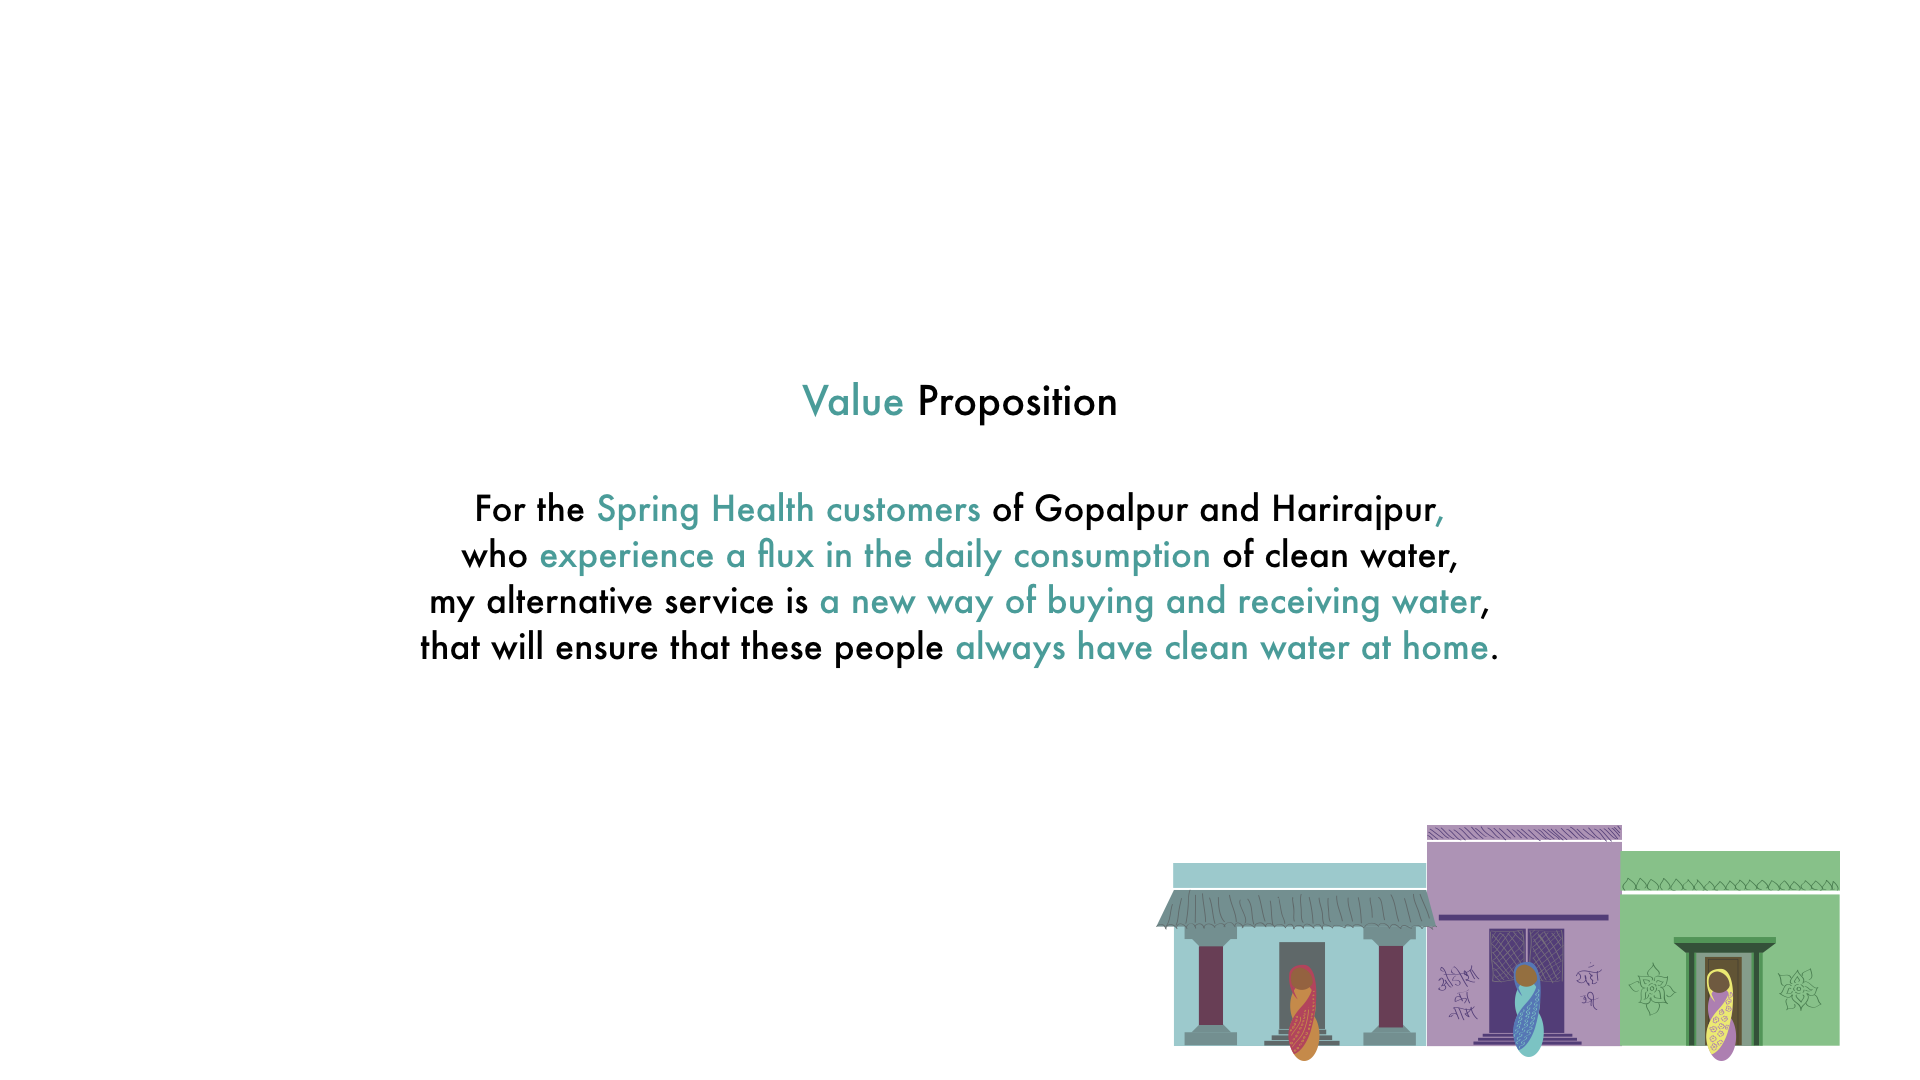 Value Proposition
For the Spring Health customers of Gopalpur and Harirajpur,
who experience a flux in the daily consumption of clean water,
my alternative service is a new way of buying and receiving water,
that will ensure that these people always have clean water at home.
ओडिशा
का
नाम